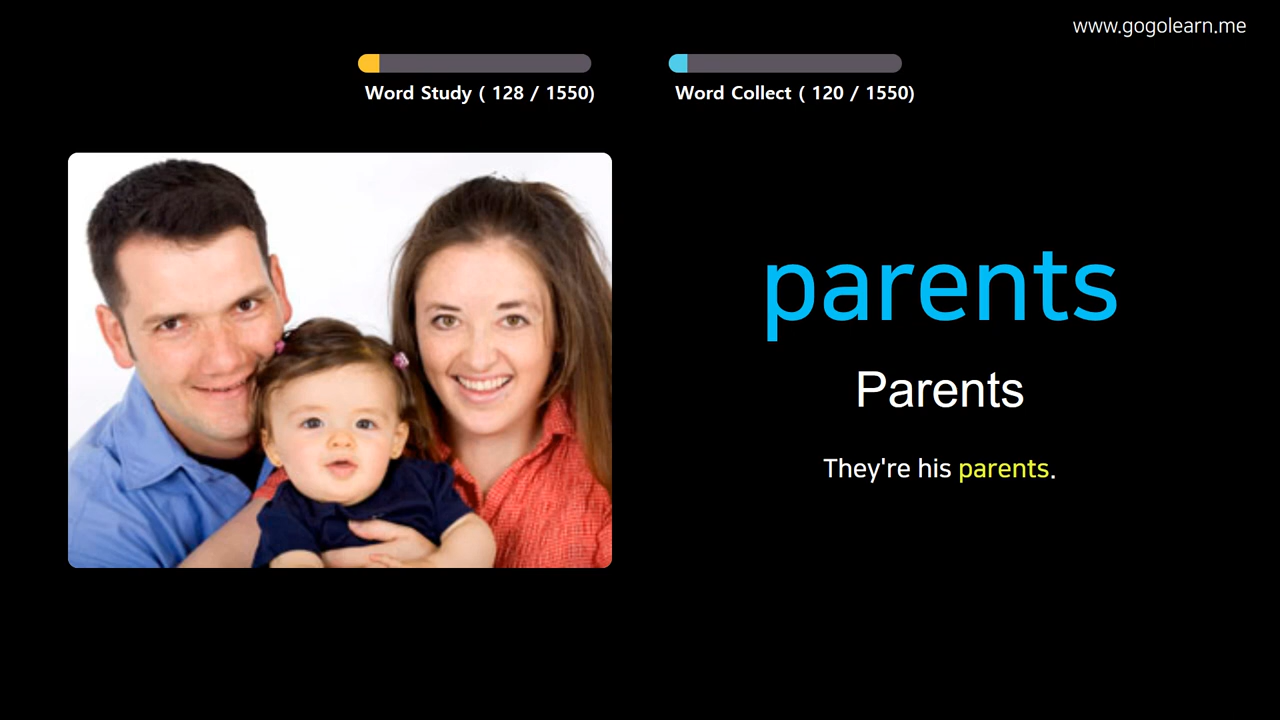 www.gogolearn.me
Word Study ( 128 / 1550)
Word Collect ( 120 / 1550)
parents
Parents
They're his parents.